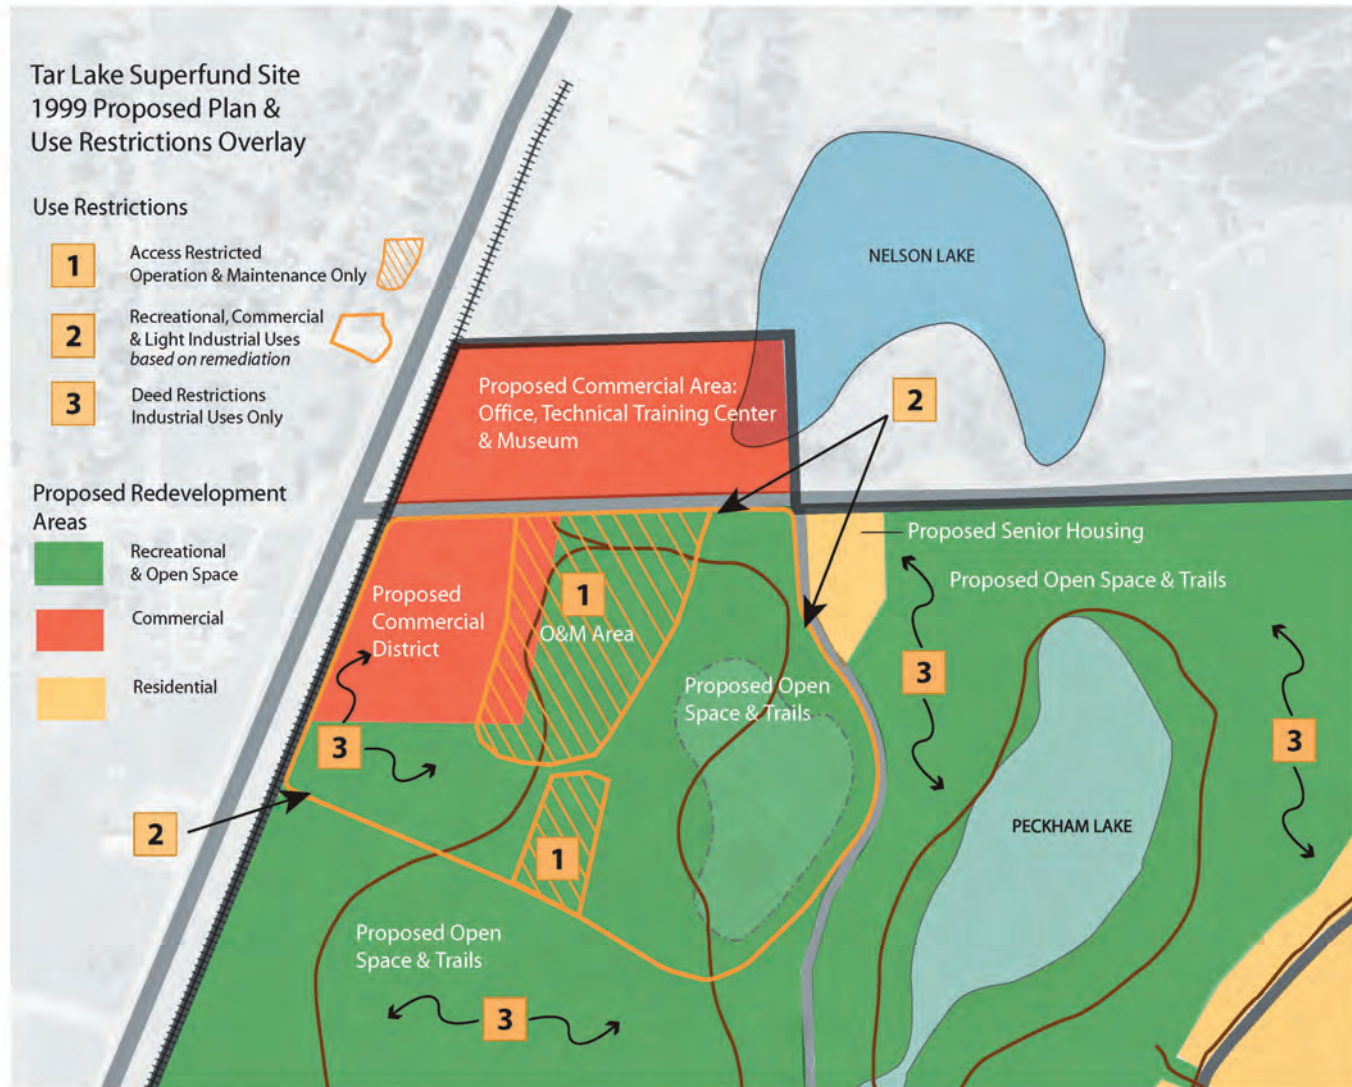 Tar Lake Superfund Site
1999 Proposed Plan &
Use Restrictions Overlay
Use Restrictions
1
Access Restricted
Operation & Maintenance Only
2
Recreational, Commercial
& Light Industrial Uses
based on remediation
3
Deed Restrictions
Industrial Uses Only
Proposed Redevelopment
Areas
Recreational
& Open Space
Commercial
Residential
NELSON LAKE
Proposed Commercial Area:
Office, Technical Training Center
& Museum
2
Proposed Senior Housing
Proposed Open Space & Trails
Proposed
Commercial
District
1
O&M Area
3
Proposed Open
Space & Trails
3
3
2
PECKHAM LAKE
1
Proposed Open
Space & Trails
3